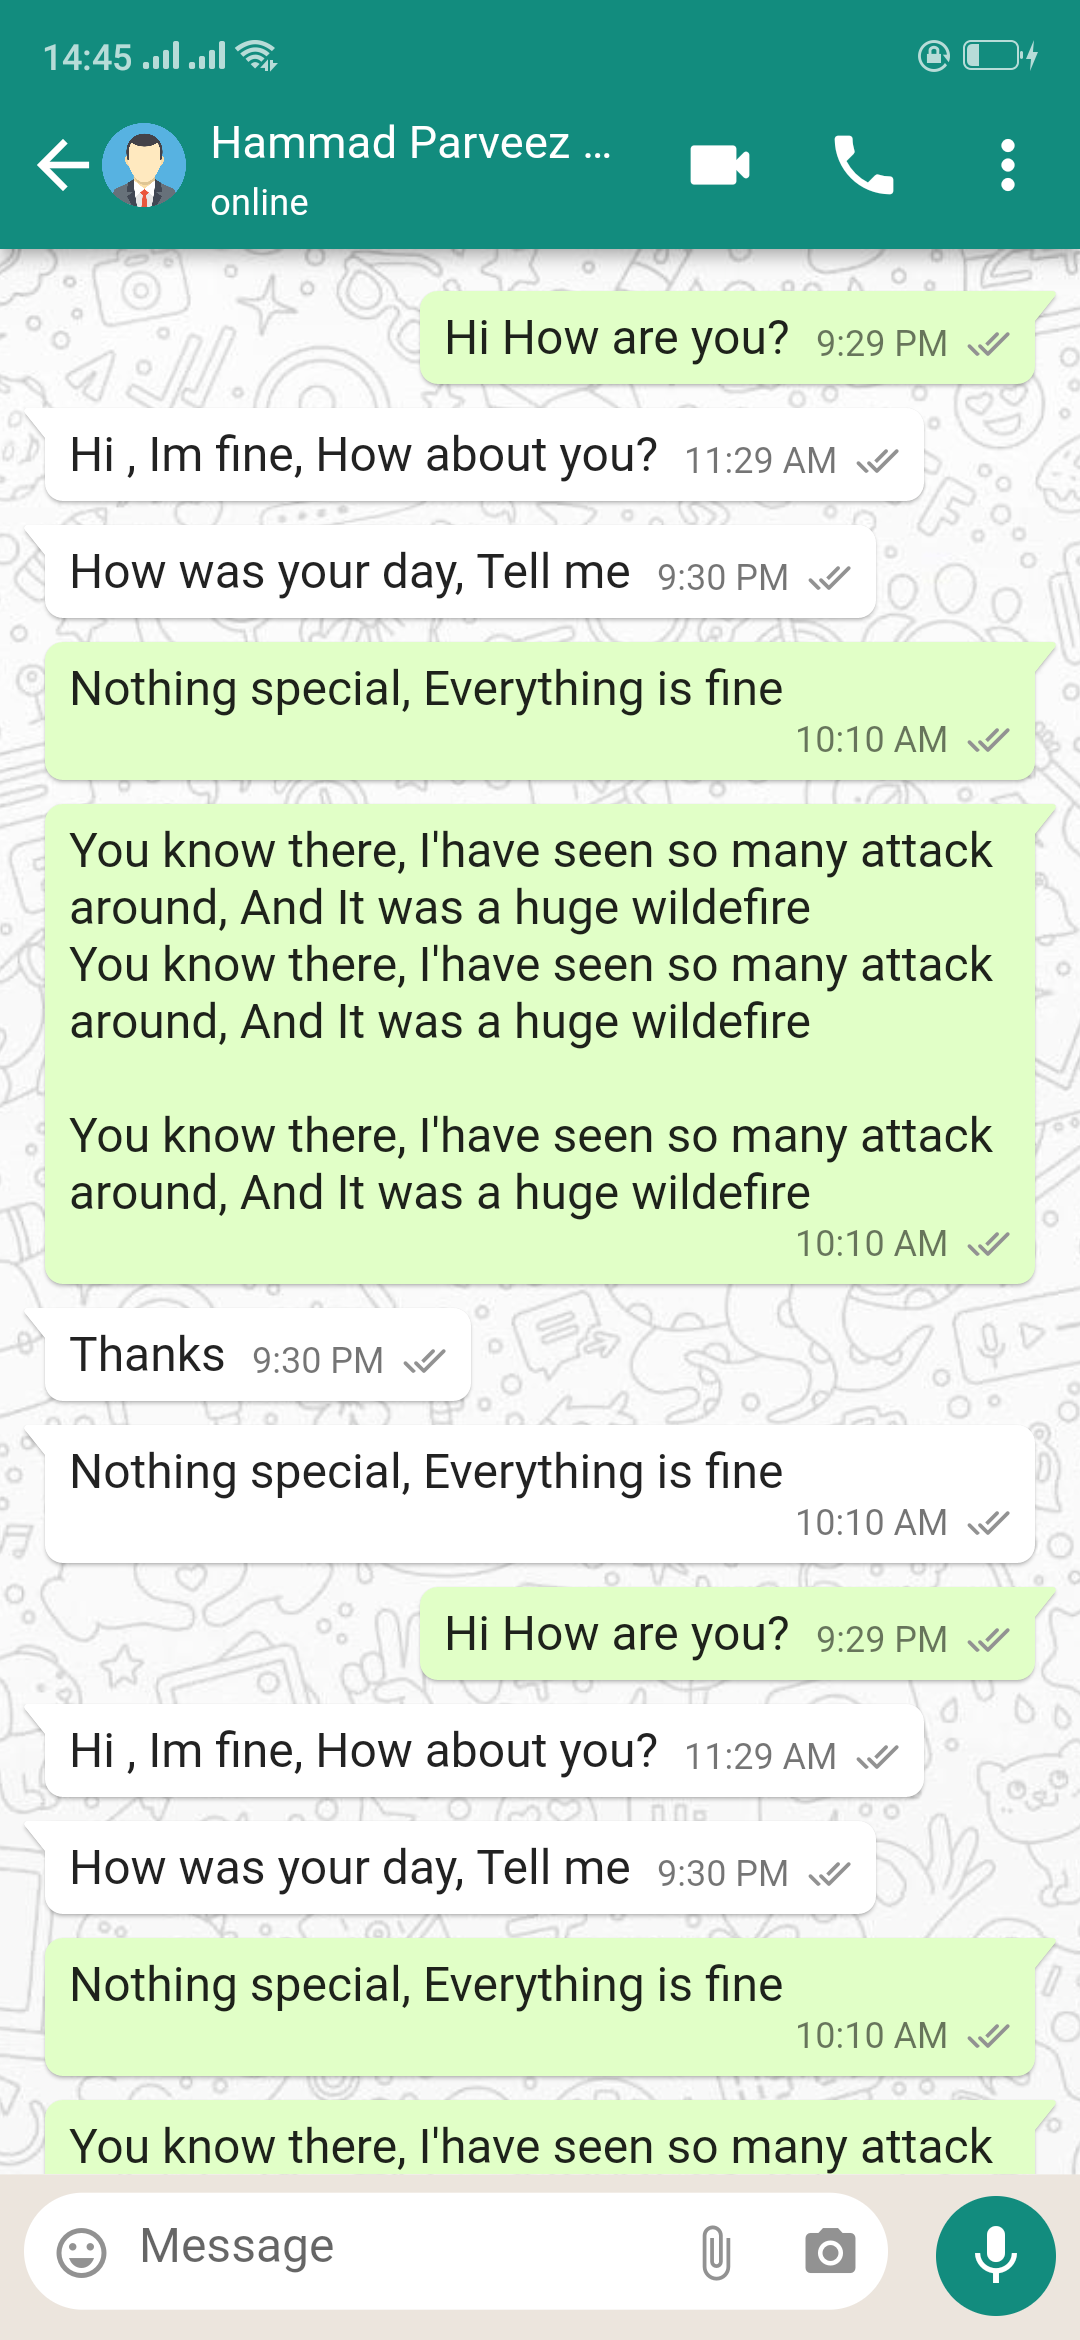 14:45
Hammad Parveez ...
online
Hi How are you? 9:29 PM
Hi , Im fine, How about you? 11:29 AM
How was your day, Tell me 9:30 PM
Nothing special, Everything is fine
10:10 AM
You know there, I'have seen so many attack
around, And It was a huge wildefire
You know there, I'have seen so many attack
around, And It was a huge wildefire
You know there, I'have seen so many attack
around, And It was a huge wildefire
10:10 AM
Thanks 9:30 PM
Nothing special, Everything is fine
10:10 AM
Hi How are you? 9:29 PM
Hi , Im fine, How about you? 11:29 AM
How was your day, Tell me 9:30 PM
Nothing special, Everything is fine
10:10 AM
You know there, I'have seen so many attack
Message